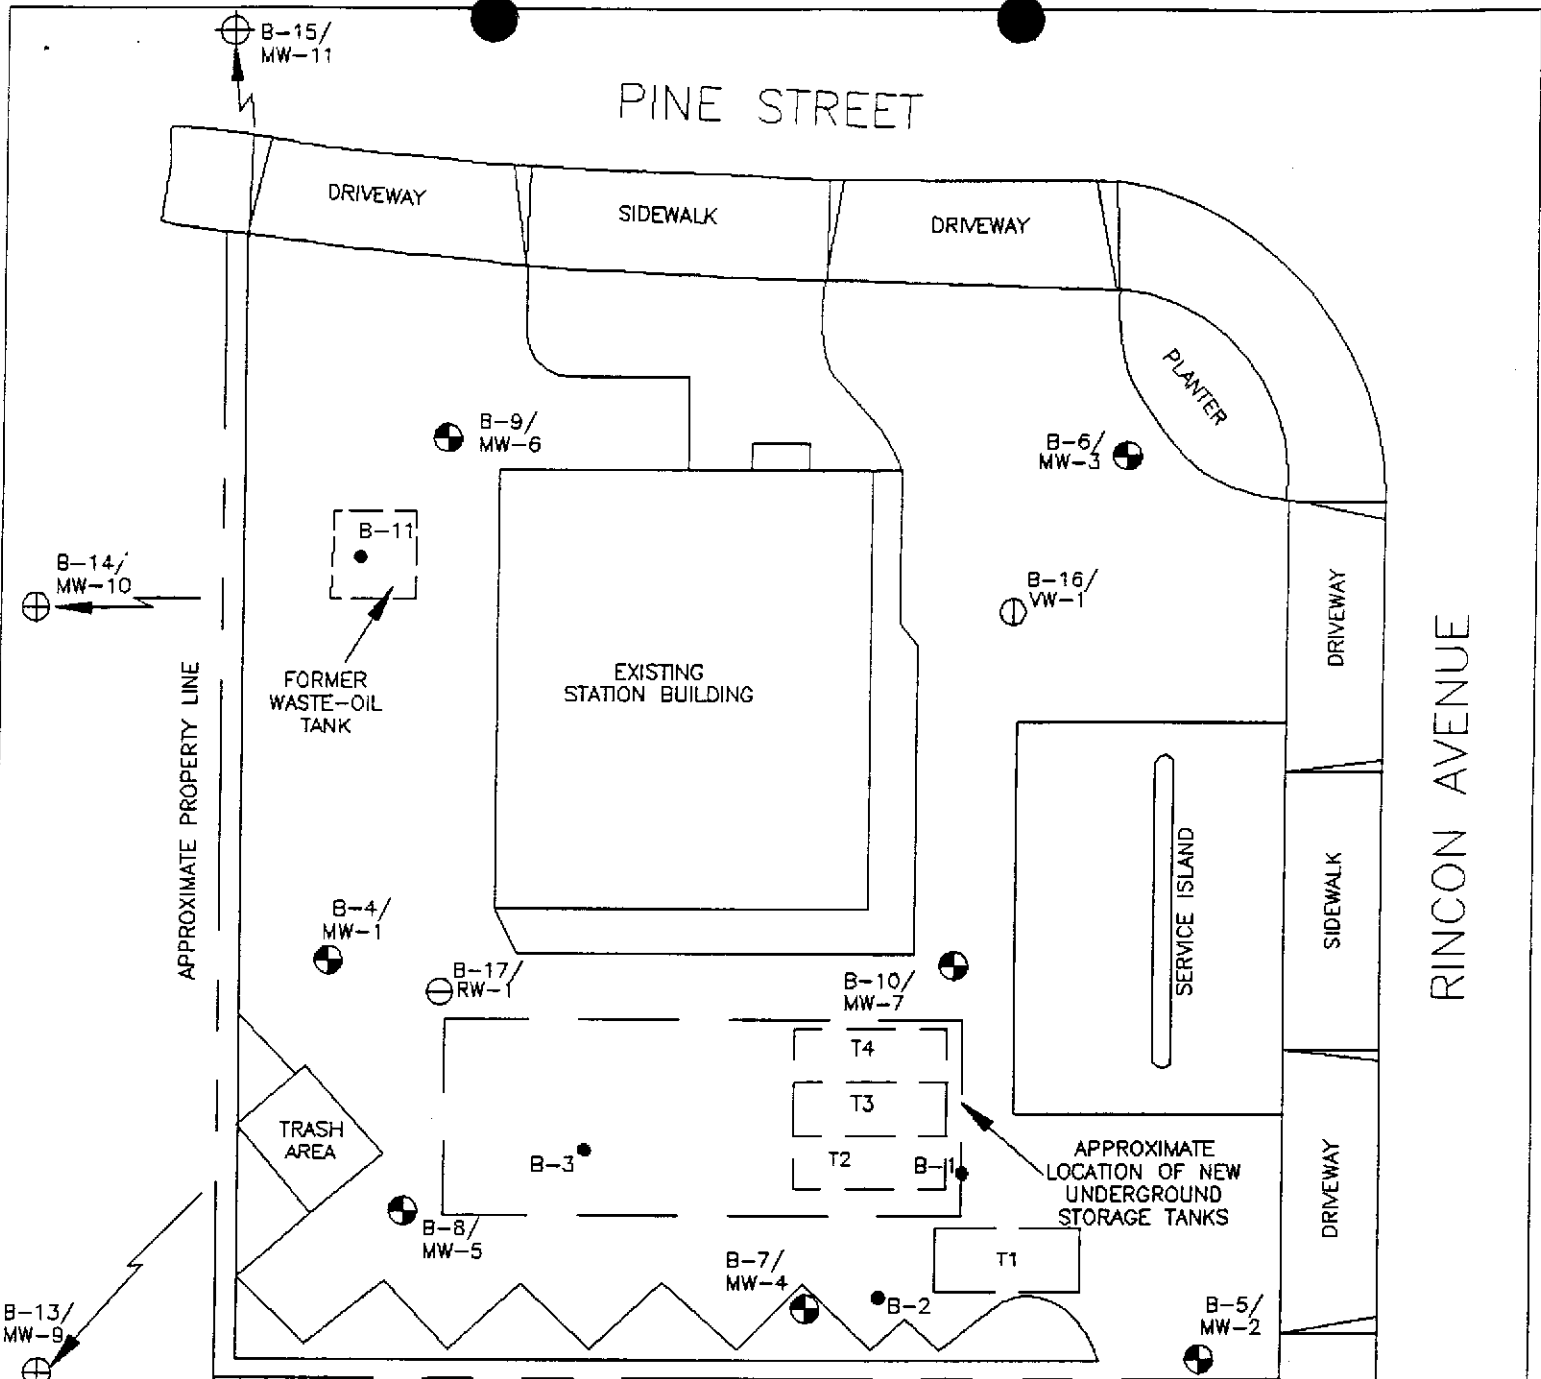 B-15/
MW-11
PINE STREET
DRIVEWAY
SIDEWALK
DRIVEWAY
PLANTER
B-9/
MW-6
B-6/
MW-3
B-11
B-14/
MW-10
B-16/
VW-1
DRIVEWAY
FORMER
WASTE-OIL
TANK
EXISTING
STATION BUILDING
APPROXIMATE PROPERTY LINE
RINCON AVENUE
SERVICE ISLAND
SIDEWALK
B-4/
MW-1
B-17/
RW-1
B-10/
MW-7
T4
T3
T2
B-3
B-1
TRASH
AREA
APPROXIMATE
LOCATION OF NEW
UNDERGROUND
STORAGE TANKS
DRIVEWAY
B-8/
MW-5
T1
B-7/
MW-4
B-2
B-5/
MW-2
B-13/
MW-9